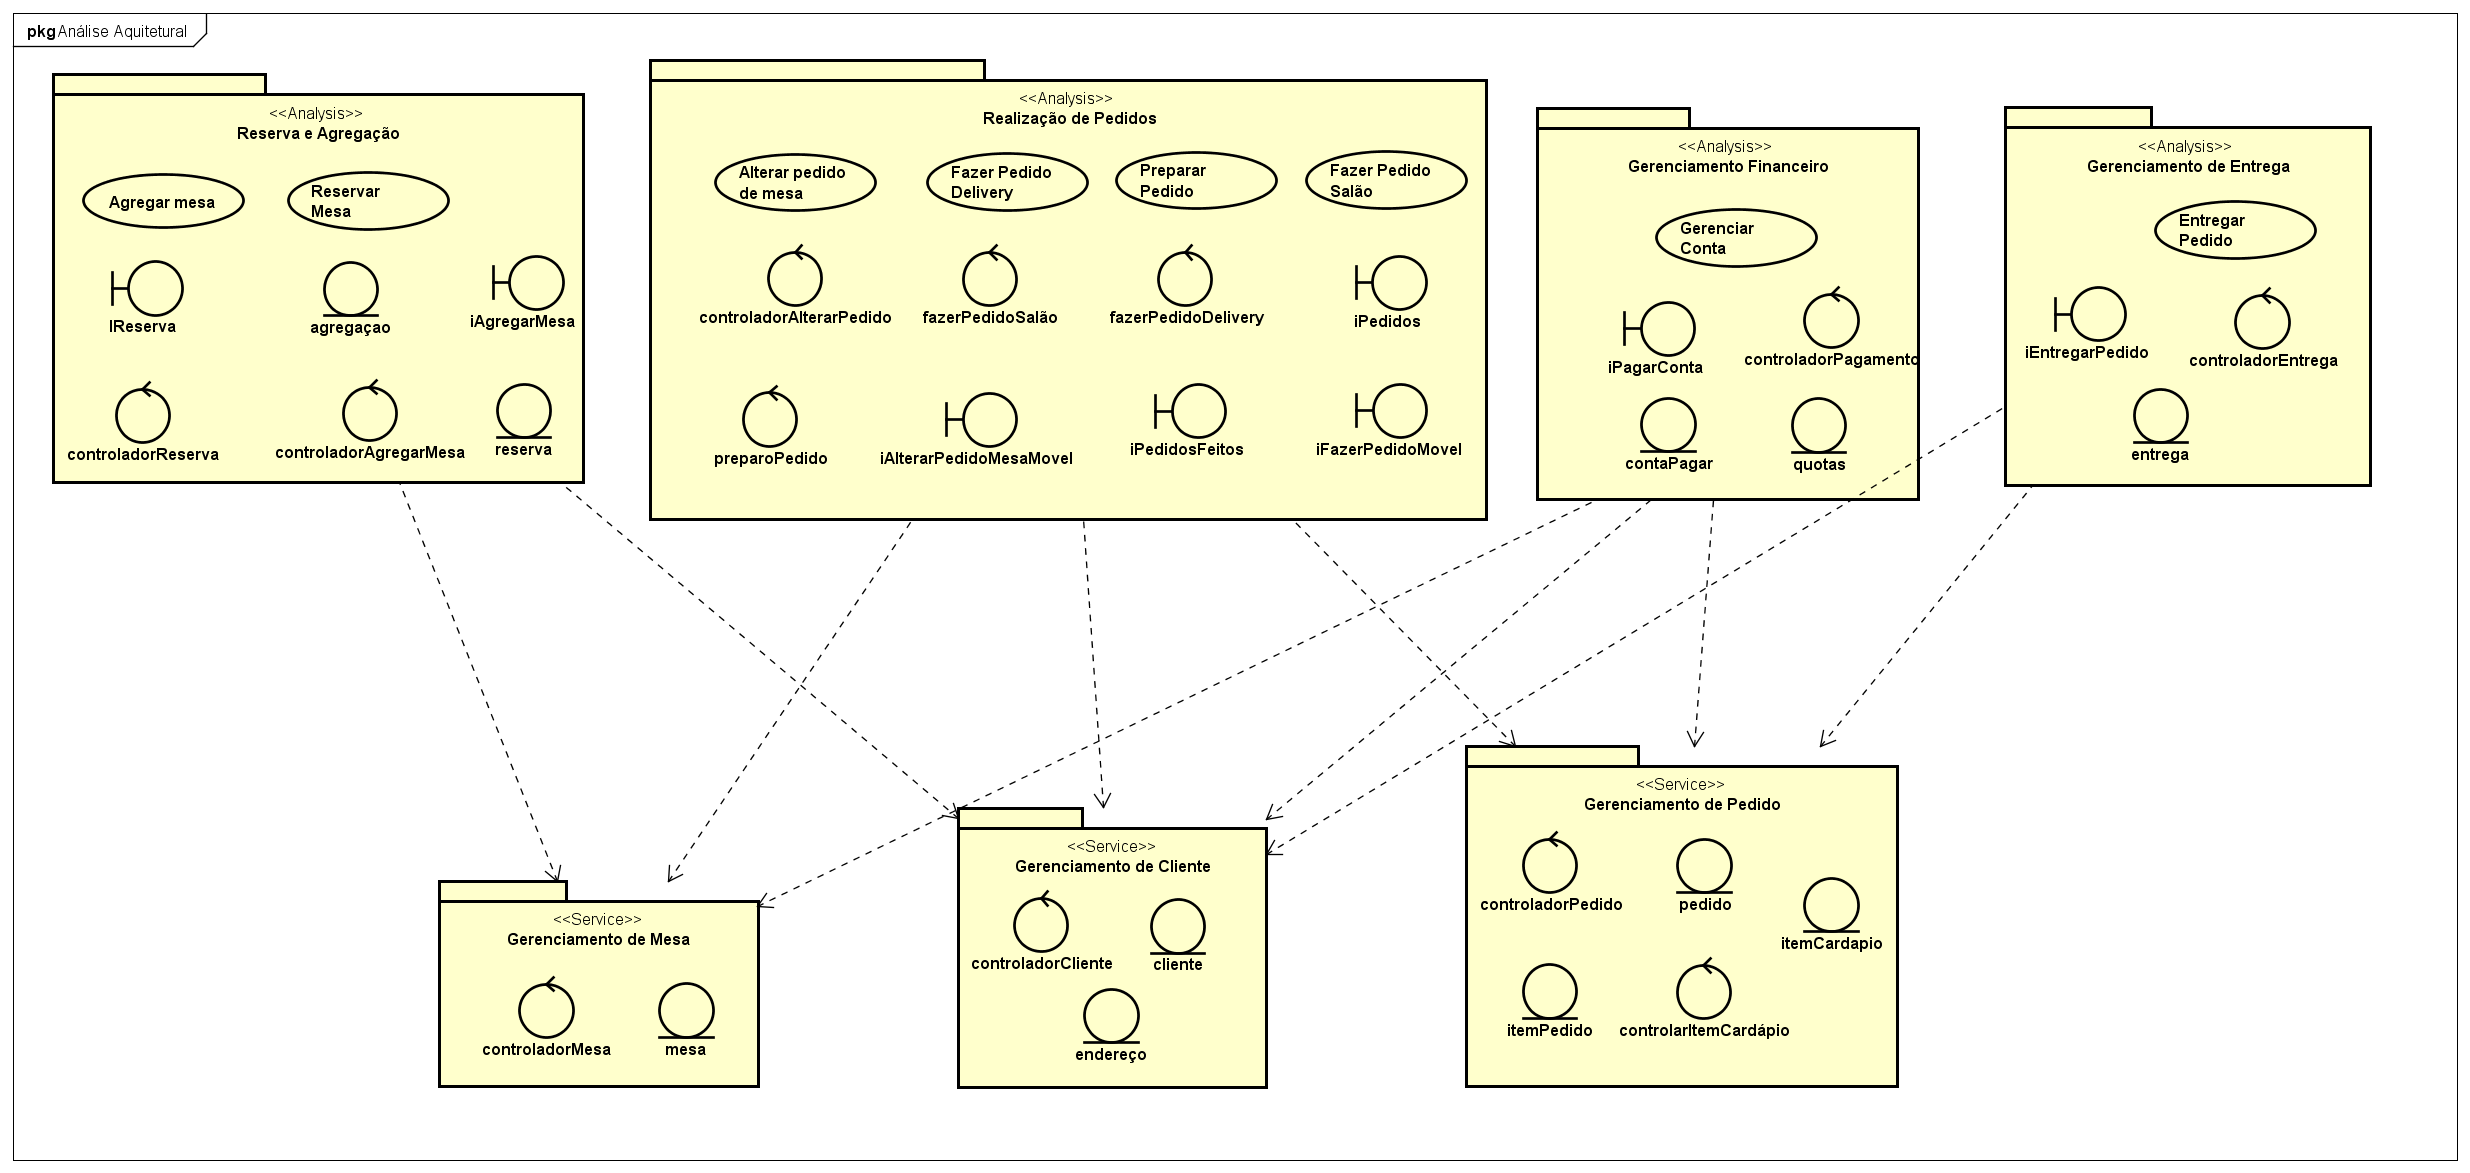 pkg Análise Aquitetural
<<Analysis>>
Reserva e Agregação
Agregar mesa
Reservar
Mesa
IReserva
agregaçao
iAgregarMesa
controladorReserva
controladorAgregarMesa
reserva
<<Analysis>>
Realização de Pedidos
Alterar pedido
de mesa
Fazer Pedido
Delivery
Preparar
Pedido
Fazer Pedido
Salão
controladorAlterarPedido
fazerPedidoSalão
fazerPedidoDelivery
iPedidos
preparoPedido
iAlterarPedidoMesaMovel
iPedidosFeitos
iFazerPedidoMovel
<<Analysis>>
Gerenciamento Financeiro
Gerenciar
Conta
iPagarConta
controladorPagamento
contaPagar
quotas
<<Analysis>>
Gerenciamento de Entrega
Entregar
Pedido
iEntregarPedido
controladorEntrega
entrega
<<Service>>
Gerenciamento de Mesa
controladorMesa
mesa
<<Service>>
Gerenciamento de Cliente
controladorCliente
cliente
endereço
<<Service>>
Gerenciamento de Pedido
controladorPedido
pedido
itemCardapio
itemPedido
controlarItemCardápio